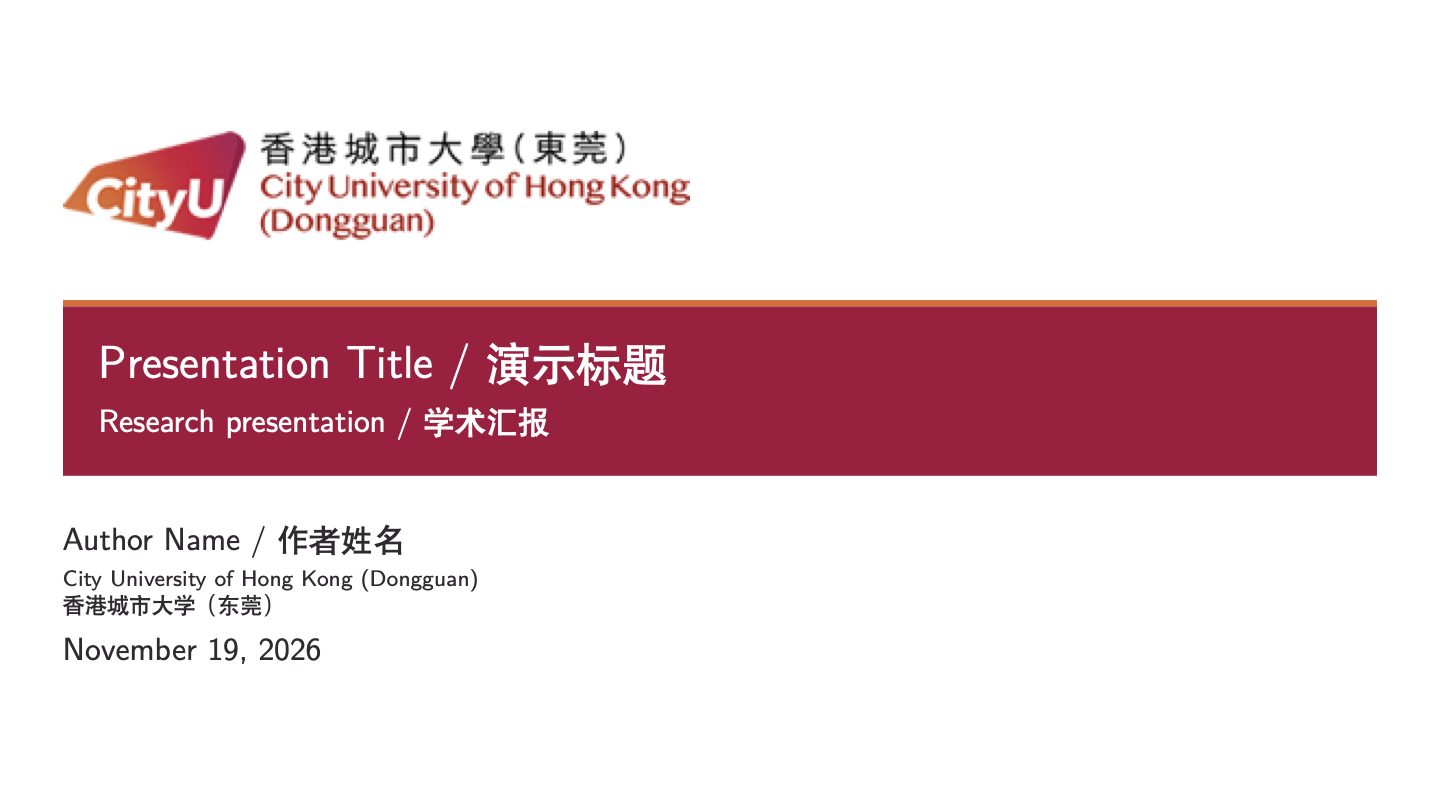 香港城市大學(東莞)
CityU
City University of Hong Kong
(Dongguan)
Presentation Title / 演示标题
Research presentation / 学术汇报
Author Name / 作者姓名
City University of Hong Kong (Dongguan)
香港城市大学（东莞）
November 19, 2026